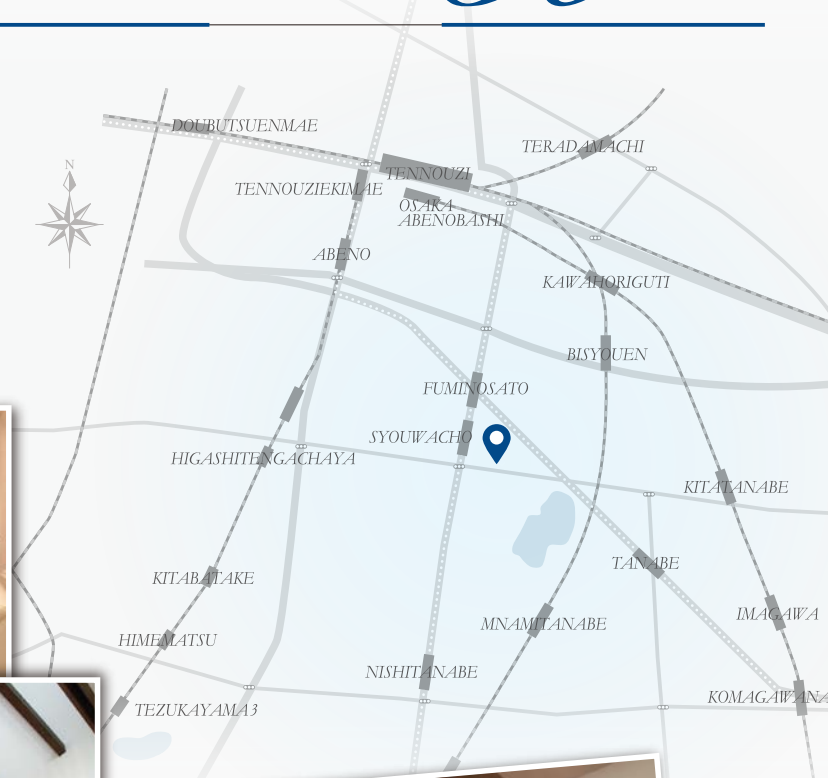 DOUBUTSUENMAE
TERADAMACHI
N
TENNOUZI
TENNOUZIEKIMAE
OSAKA
ABENOBASHI
ABENO
KAWAHORIGUTI
BISYOUEN
FUMINOSATO
SYOUWACHO
HIGASHITENGACHAYA
KITATANABE
TANABE
KITABATAKE
IMAGAWA
MNAMITANABE
HIMEMATSU
NISHITANABE
KOMAGAWANA
TEZUKAYAMA3